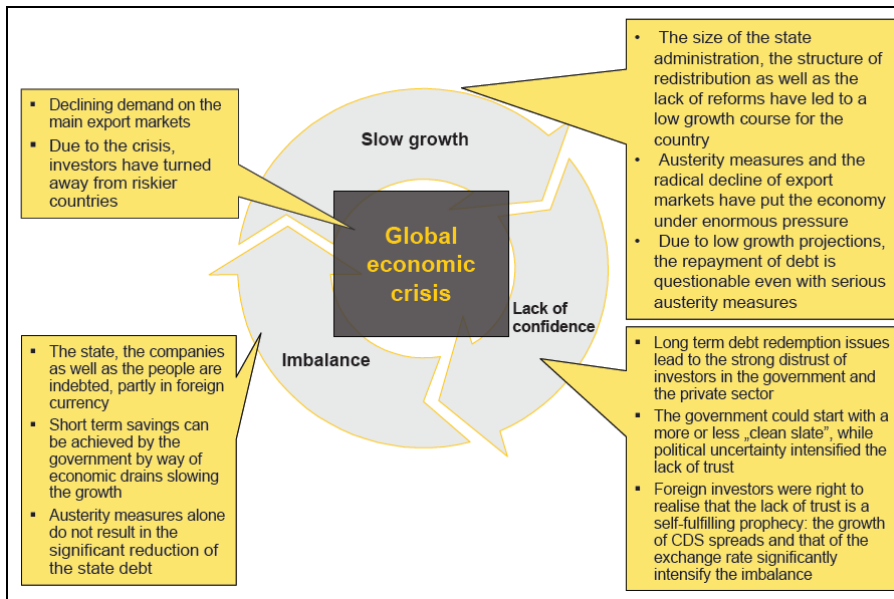 ▪ Declining demand on the
main export markets
▪ Due to the crisis,
investors have turned
away from riskier
countries
Slow growth
• The size of the state
administration, the structure of
redistribution as well as the
lack of reforms have led to a
low growth course for the
country
• Austerity measures and the
radical decline of export
markets have put the economy
under enormous pressure
• Due to low growth projections,
the repayment of debt is
questionable even with serious
austerity measures
Global
economic
crisis
Lack of
confidence
Imbalance
▪ The state, the companies
as well as the people are
indebted, partly in foreign
currency
▪ Short term savings can
be achieved by the
government by way of
economic drains slowing
the growth
▪ Austerity measures alone
do not result in the
significant reduction of
the state debt
▪ Long term debt redemption issues
lead to the strong distrust of
investors in the government and
the private sector
▪ The government could start with a
more or less „clean slate”, while
political uncertainty intensified the
lack of trust
▪ Foreign investors were right to
realise that the lack of trust is a
self-fulfilling prophecy: the growth
of CDS spreads and that of the
exchange rate significantly
intensify the imbalance